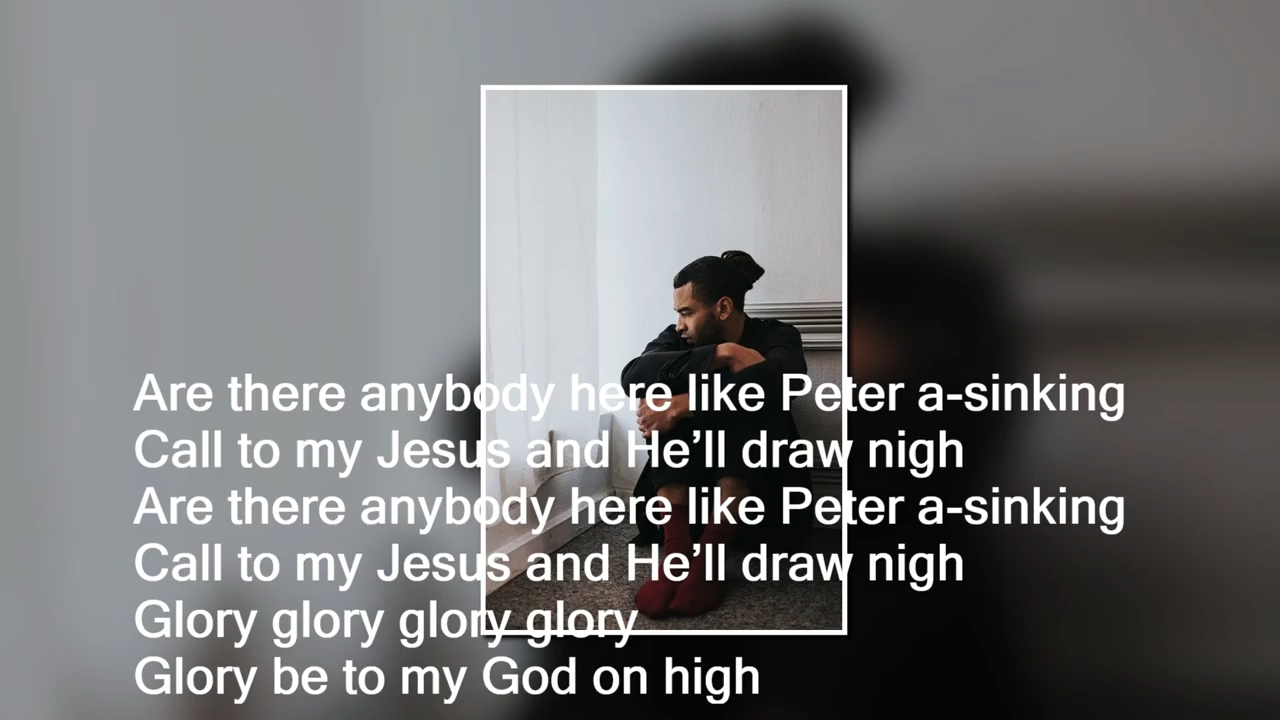 Are there anybody here like Peter a-sinking
Call to my Jesus and He’ll draw nigh
Are there anybody here like Peter a-sinking
Call to my Jesus and He’ll draw nigh
Glory glory glory glory
Glory be to my God on high